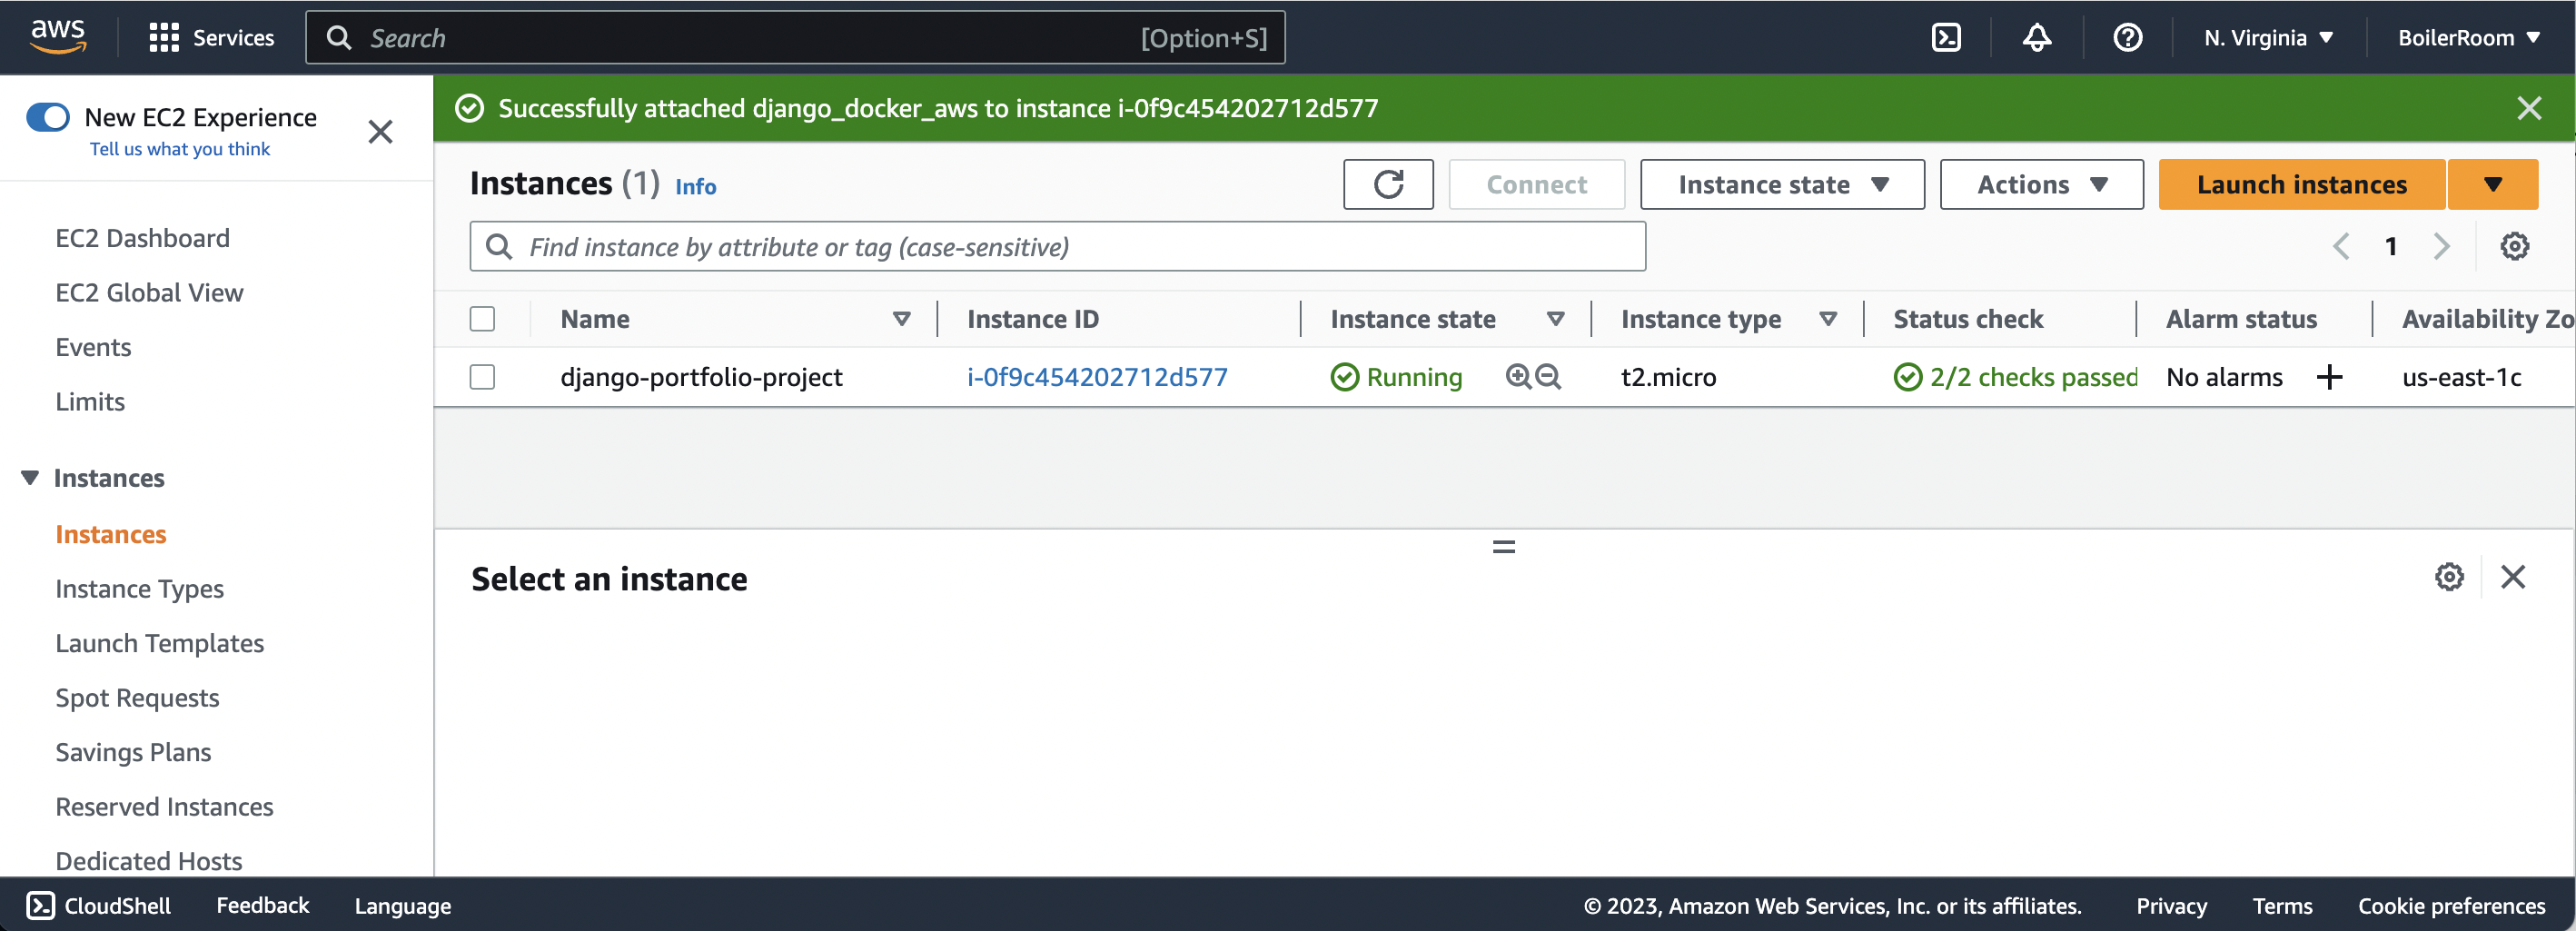 aws
Services
Search [Option+S]
N. Virginia
BoilerRoom
New EC2 Experience
Tell us what you think
Successfully attached django_docker_aws to instance i-0f9c454202712d577
Instances (1) Info
Connect
Instance state
Actions
Launch instances
Find instance by attribute or tag (case-sensitive)
1
Name Instance ID Instance state Instance type Status check Alarm status Availability Zo
django-portfolio-project i-0f9c454202712d577 Running t2.micro 2/2 checks passed No alarms us-east-1c
Select an instance
EC2 Dashboard
EC2 Global View
Events
Limits
Instances
Instances
Instance Types
Launch Templates
Spot Requests
Savings Plans
Reserved Instances
Dedicated Hosts
CloudShell Feedback Language
© 2023, Amazon Web Services, Inc. or its affiliates. Privacy Terms Cookie preferences